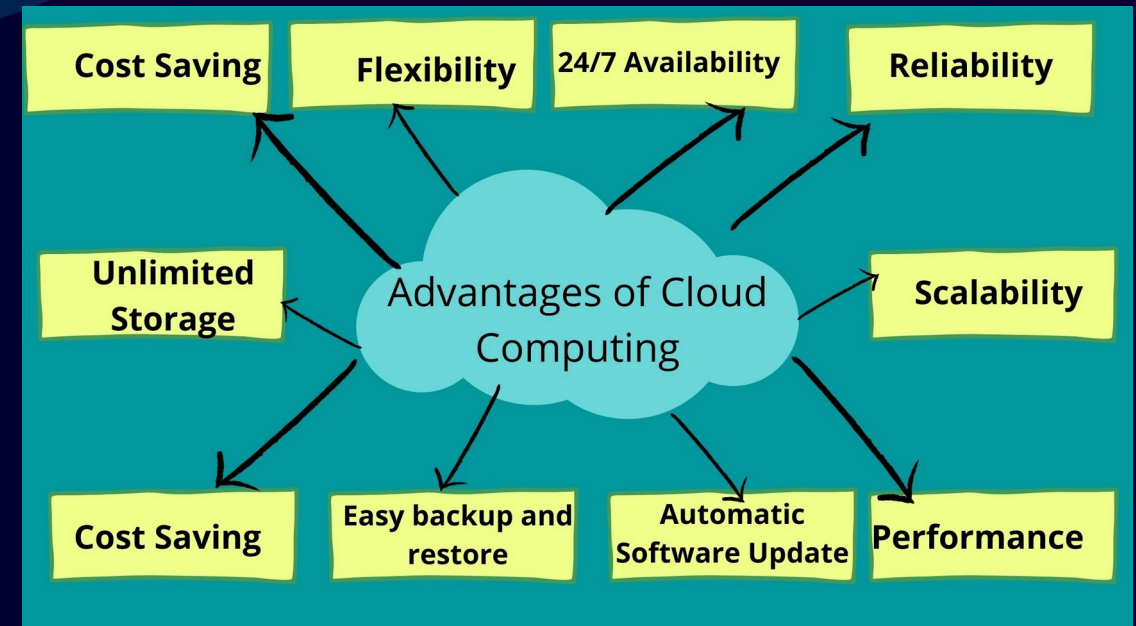 Cost Saving
Flexibility
24/7 Availability
Reliability
Unlimited
Storage
Advantages of Cloud
Computing
Scalability
Cost Saving
Easy backup and
restore
Automatic
Software Update
Performance